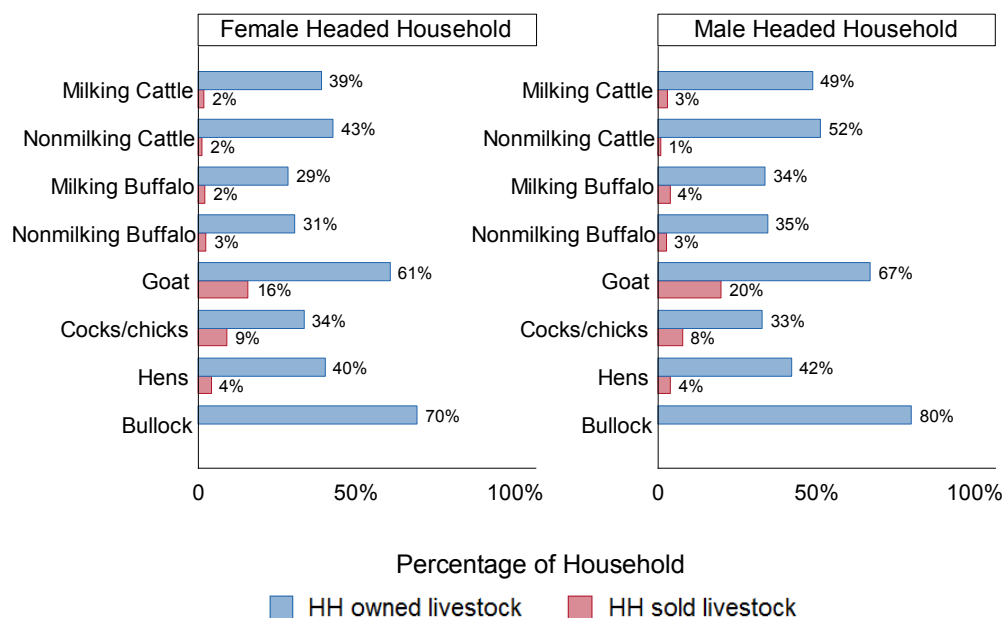 Female Headed Household
Male Headed Household
Milking Cattle
39%
2%
Nonmilking Cattle
43%
2%
Milking Buffalo
29%
2%
Nonmilking Buffalo
31%
3%
Goat
61%
16%
Cocks/chicks
34%
9%
Hens
40%
4%
Bullock
70%
0
50%
100%
Milking Cattle
49%
3%
Nonmilking Cattle
52%
1%
Milking Buffalo
34%
4%
Nonmilking Buffalo
35%
3%
Goat
67%
20%
Cocks/chicks
33%
8%
Hens
42%
4%
Bullock
80%
0
50%
100%
Percentage of Household
HH owned livestock
HH sold livestock